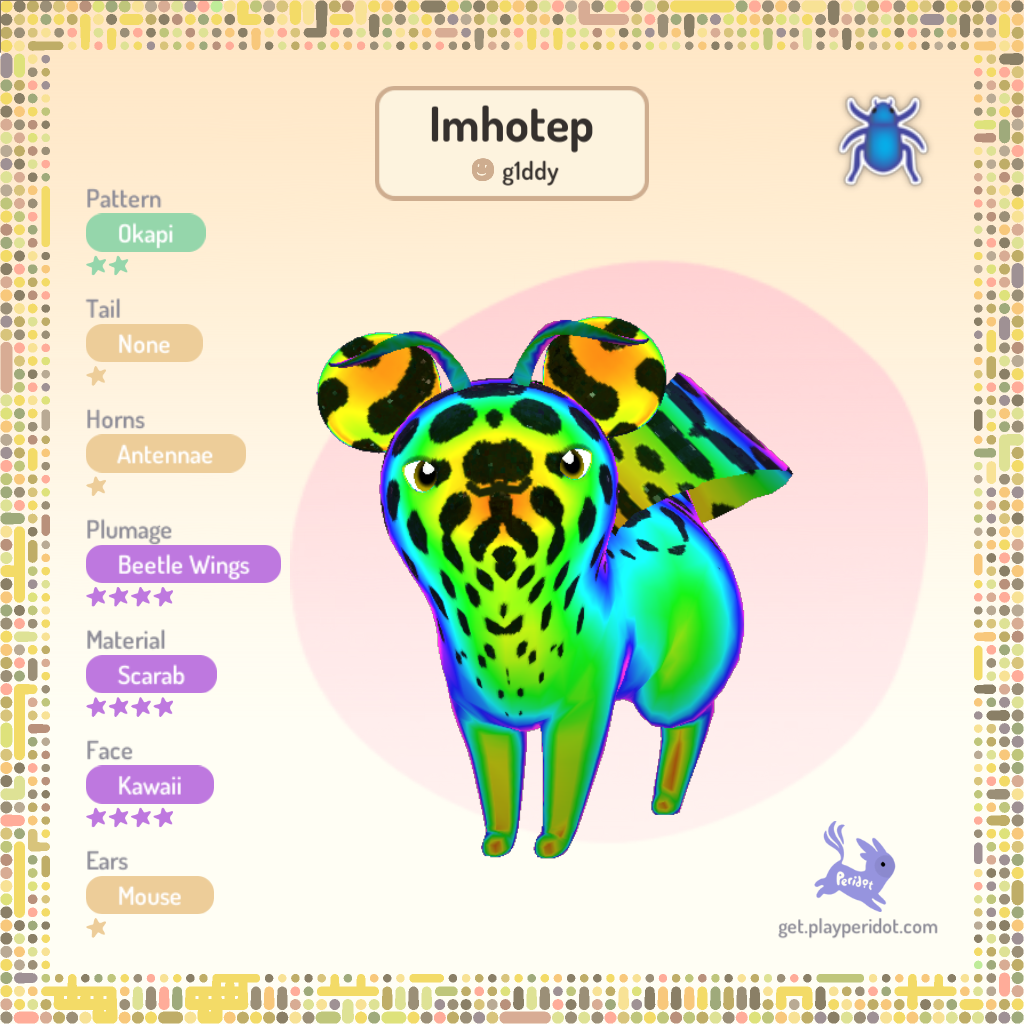 Imhotep
g1ddy
Pattern
Okapi
Tail
None
Horns
Antennae
Plumage
Beetle Wings
Material
Scarab
Face
Kawaii
Ears
Mouse
Peridot
get.playperidot.com